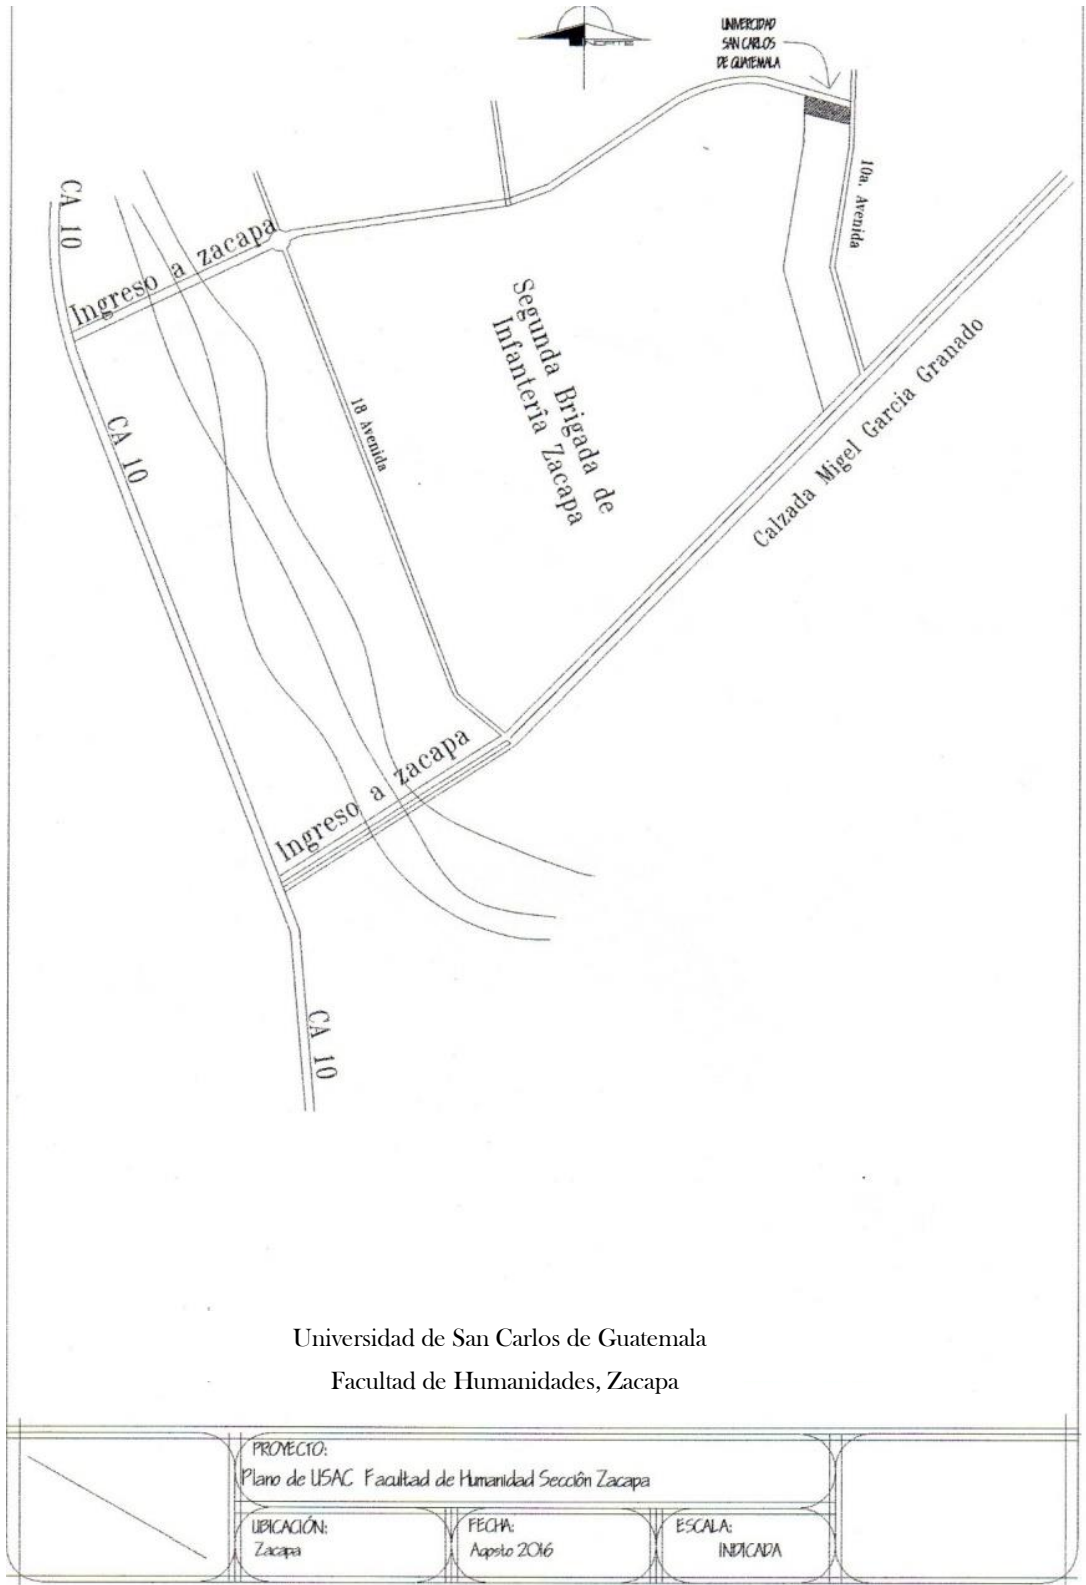 NORTE
UNIVERCIDAD
SAN CARLOS
DE GUATEMALA
CA 10
Ingreso a zacapa
10a. Avenida
Segunda Brigada de
Infantería Zacapa
Calzada Migel Garcia Granado
18 Avenida
CA 10
Ingreso a zacapa
CA 10
Universidad de San Carlos de Guatemala
Facultad de Humanidades, Zacapa
PROYECTO:
Plano de USAC Facultad de Humanidad Sección Zacapa
UBICACIÓN:
Zacapa
FECHA:
Agosto 2016
ESCALA:
INDICADA